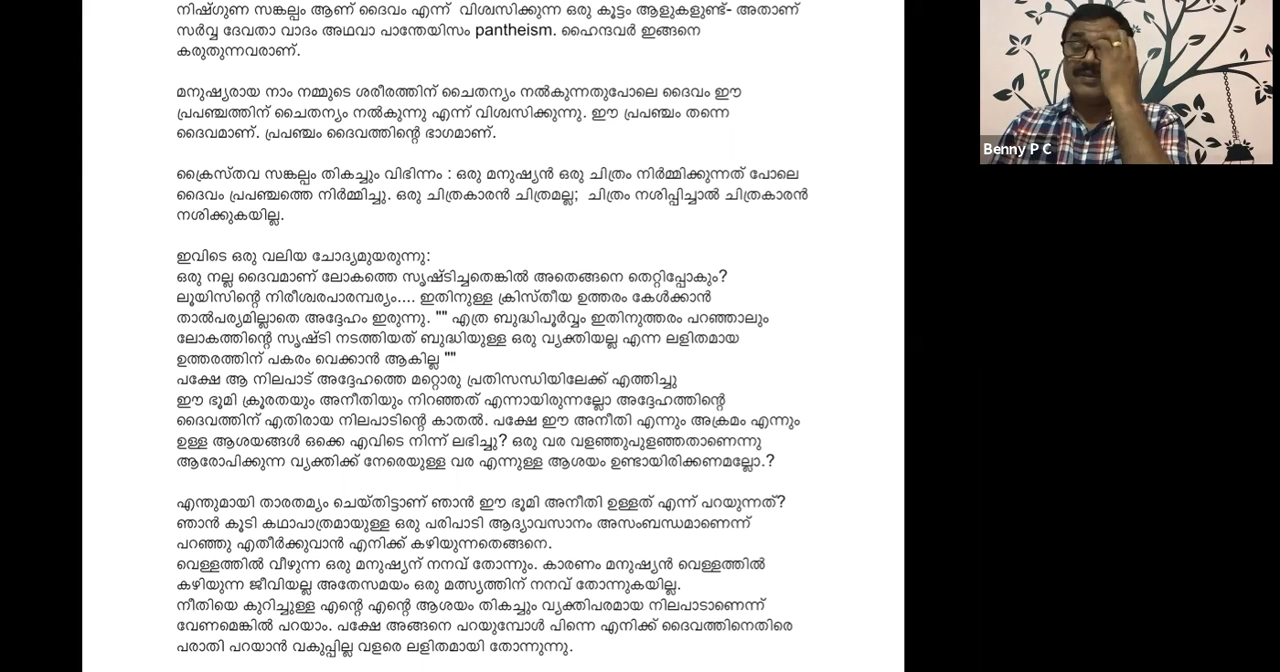 നിഷ്ഗുണ സങ്കല്പം ആണ് ദൈവം എന്ന് വിശ്വസിക്കുന്ന ഒരു കൂട്ടം ആളുകളുണ്ട്- അതാണ്
സർവ്വ ദേവതാ വാദം അഥവാ പാന്തേയിസം pantheism. ഹൈന്ദവർ ഇങ്ങനെ
കരുതുന്നവരാണ്.
മനുഷ്യരായ നാം നമ്മുടെ ശരീരത്തിന് ചൈതന്യം നൽകുന്നതുപോലെ ദൈവം ഈ
പ്രപഞ്ചത്തിന് ചൈതന്യം നൽകുന്നു എന്ന് വിശ്വസിക്കുന്നു. ഈ പ്രപഞ്ചം തന്നെ
ദൈവമാണ്. പ്രപഞ്ചം ദൈവത്തിന്റെ ഭാഗമാണ്.
ക്രൈസ്തവ സങ്കല്പം തികച്ചും വിഭിന്നം : ഒരു മനുഷ്യൻ ഒരു ചിത്രം നിർമ്മിക്കുന്നത് പോലെ
ദൈവം പ്രപഞ്ചത്തെ നിർമ്മിച്ചു. ഒരു ചിത്രകാരൻ ചിത്രമല്ല; ചിത്രം നശിപ്പിച്ചാൽ ചിത്രകാരൻ
നശിക്കുകയില്ല.
ഇവിടെ ഒരു വലിയ ചോദ്യമുയരുന്നു:
ഒരു നല്ല ദൈവമാണ് ലോകത്തെ സൃഷ്ടിച്ചതെങ്കിൽ അതെങ്ങനെ തെറ്റിപ്പോകും?
ലൂയിസിന്റെ നിരീശ്വരപാരമ്പര്യം.... ഇതിനുള്ള ക്രിസ്തീയ ഉത്തരം കേൾക്കാൻ
താൽപര്യമില്ലാതെ അദ്ദേഹം ഇരുന്നു. "" എത്ര ബുദ്ധിപൂർവ്വം ഇതിനുത്തരം പറഞ്ഞാലും
ലോകത്തിന്റെ സൃഷ്ടി നടത്തിയത് ബുദ്ധിയുള്ള ഒരു വ്യക്തിയല്ല എന്ന ലളിതമായ
ഉത്തരത്തിന് പകരം വെക്കാൻ ആകില്ല ""
പക്ഷേ ആ നിലപാട് അദ്ദേഹത്തെ മറ്റൊരു പ്രതിസന്ധിയിലേക്ക് എത്തിച്ചു
ഈ ഭൂമി ക്രൂരതയും അനീതിയും നിറഞ്ഞത് എന്നായിരുന്നല്ലോ അദ്ദേഹത്തിന്റെ
ദൈവത്തിന് എതിരായ നിലപാടിന്റെ കാതൽ. പക്ഷേ ഈ അനീതി എന്നും അക്രമം എന്നും
ഉള്ള ആശയങ്ങൾ ഒക്കെ എവിടെ നിന്ന് ലഭിച്ചു? ഒരു വര വളഞ്ഞുപുളഞ്ഞതാണെന്നു
ആരോപിക്കുന്ന വ്യക്തിക്ക് നേരെയുള്ള വര എന്നുള്ള ആശയം ഉണ്ടായിരിക്കണമല്ലോ.?
എന്തുമായി താരതമ്യം ചെയ്തിട്ടാണ് ഞാൻ ഈ ഭൂമി അനീതി ഉള്ളത് എന്ന് പറയുന്നത്?
ഞാൻ കൂടി കഥാപാത്രമായുള്ള ഒരു പരിപാടി ആദ്യാവസാനം അസംബന്ധമാണെന്ന്
പറഞ്ഞു എതിർക്കുവാൻ എനിക്ക് കഴിയുന്നതെങ്ങനെ.
വെള്ളത്തിൽ വീഴുന്ന ഒരു മനുഷ്യന് നനവ് തോന്നും. കാരണം മനുഷ്യൻ വെള്ളത്തിൽ
കഴിയുന്ന ജീവിയല്ല അതേസമയം ഒരു മത്സ്യത്തിന് നനവ് തോന്നുകയില്ല.
നീതിയെ കുറിച്ചുള്ള എന്റെ എന്റെ ആശയം തികച്ചും വ്യക്തിപരമായ നിലപാടാണെന്ന്
വേണമെങ്കിൽ പറയാം. പക്ഷേ അങ്ങനെ പറയുമ്പോൾ പിന്നെ എനിക്ക് ദൈവത്തിനെതിരെ
പരാതി പറയാൻ വകുപ്പില്ല വളരെ ലളിതമായി തോന്നുന്നു.
Benny P C